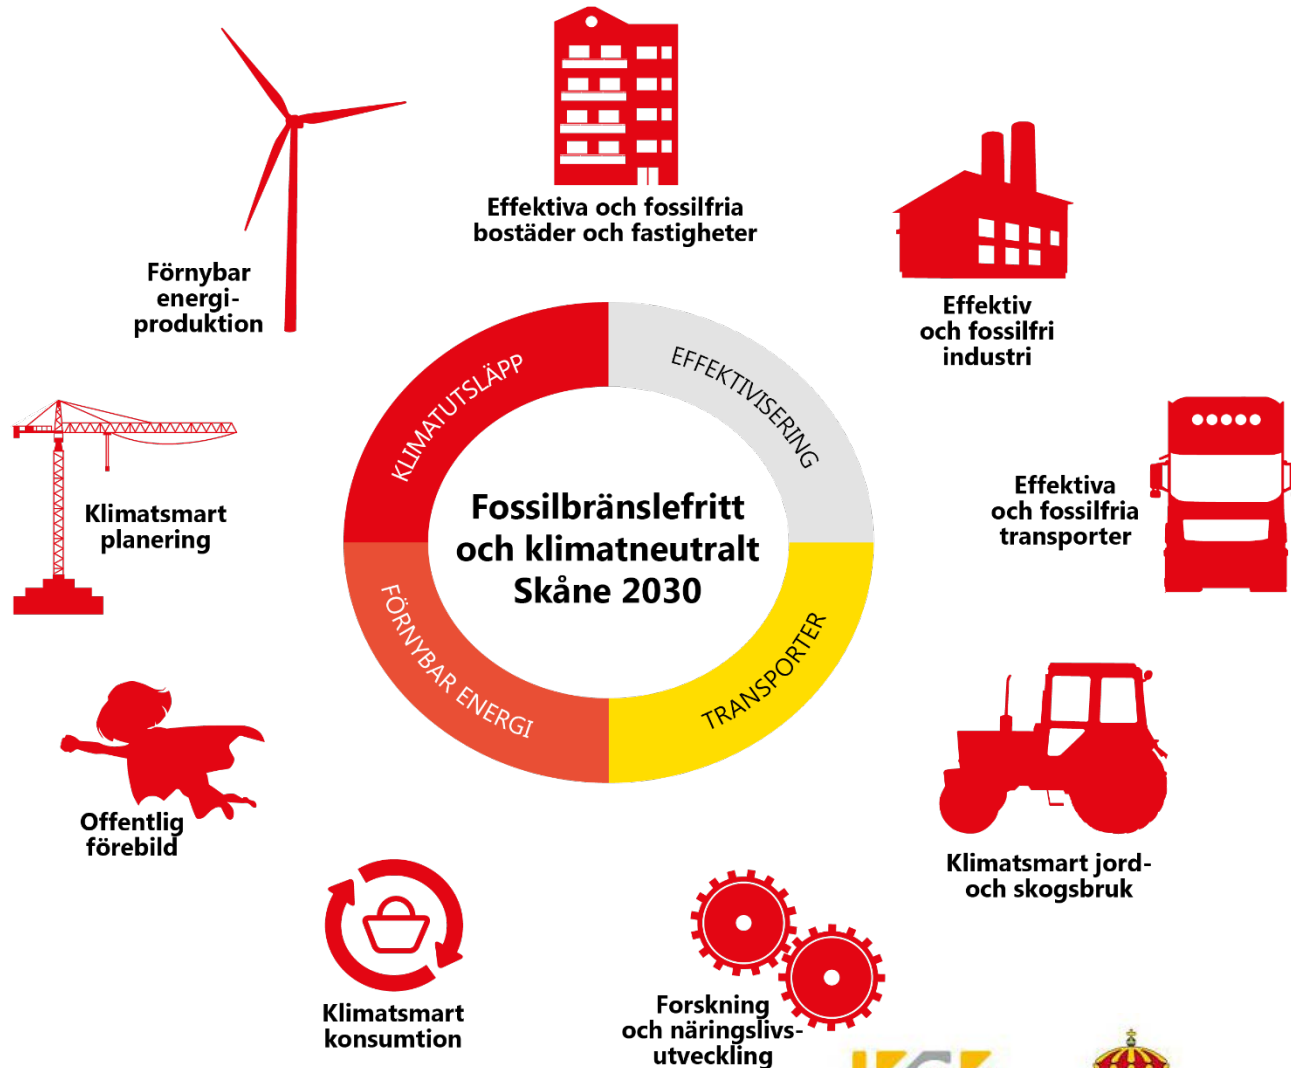 Effektiva och fossilfria
bostäder och fastigheter
Effektiv
och fossilfri
industri
Effektiva
och fossilfria
transporter
Klimatsmart jord-
och skogsbruk
Forskning
och näringslivs-
utveckling
Klimatsmart
konsumtion
Offentlig
förebild
Klimatsmart
planering
Förnybar
energi-
produktion
KLIMATUTSLÄPP
EFFEKTIVISERING
TRANSPORTER
FÖRNYBAR ENERGI
Fossilbränslefritt
och klimatneutralt
Skåne 2030